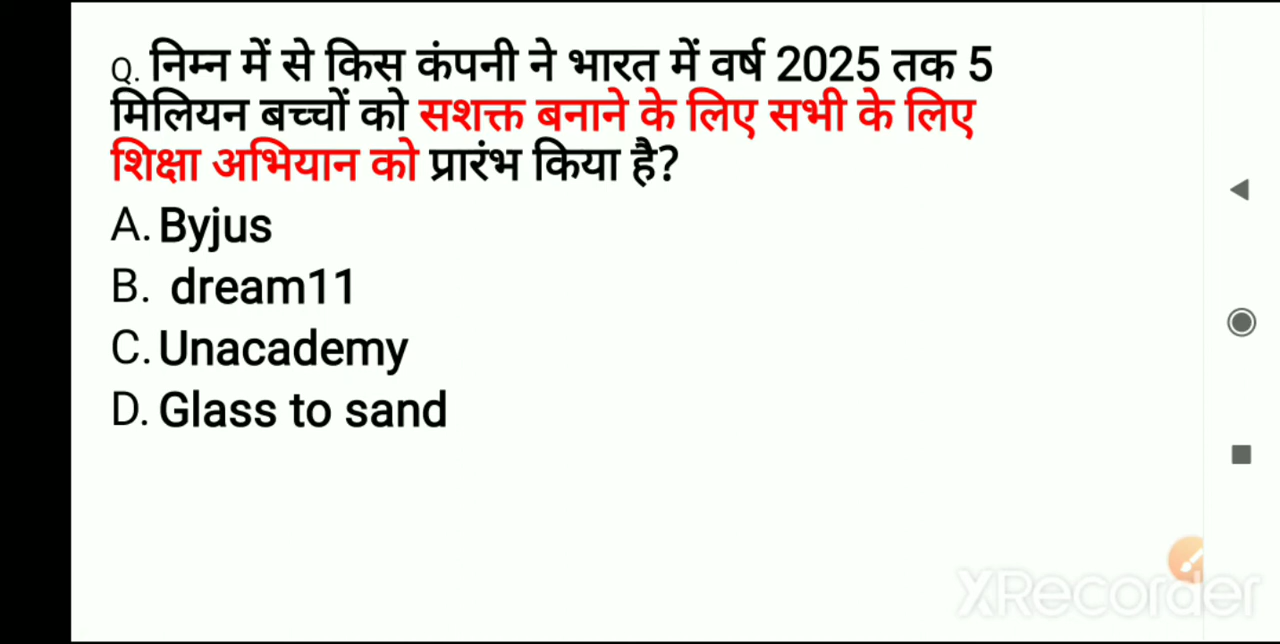 Q. निम्न में से किस कंपनी ने भारत में वर्ष 2025 तक 5
मिलियन बच्चों को सशक्त बनाने के लिए सभी के लिए
शिक्षा अभियान को प्रारंभ किया है?
A. Byjus
B. dream11
C. Unacademy
D. Glass to sand
XRecorder